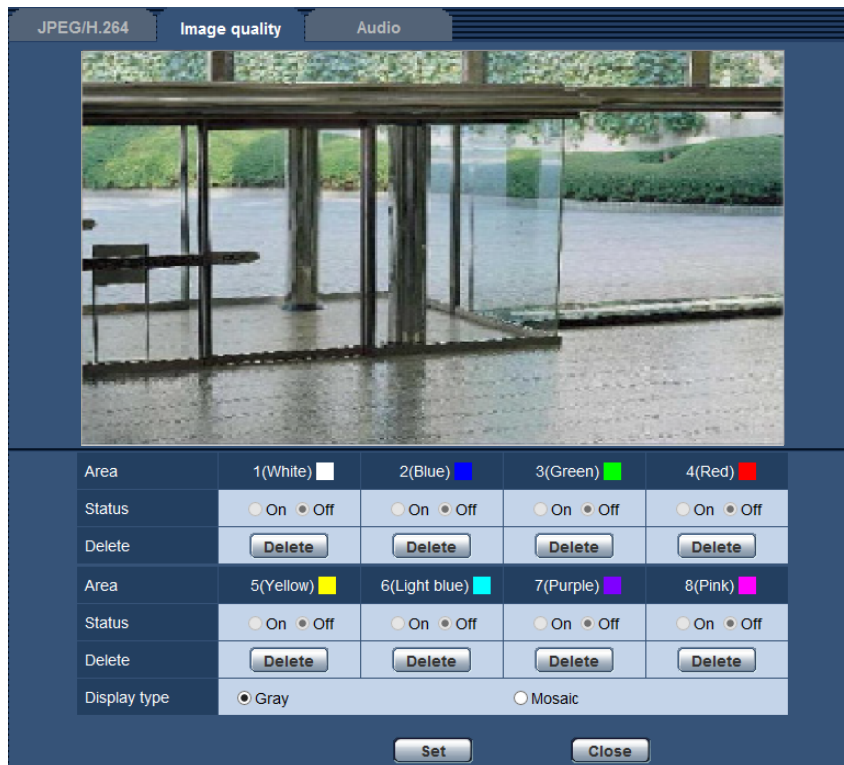 JPEG/H.264 Image quality Audio
Area 1(White) 2(Blue) 3(Green) 4(Red)
Status On Off On Off On Off On Off
Delete Delete Delete Delete Delete
Area 5(Yellow) 6(Light blue) 7(Purple) 8(Pink)
Status On Off On Off On Off On Off
Delete Delete Delete Delete Delete
Display type Gray Mosaic
Set Close